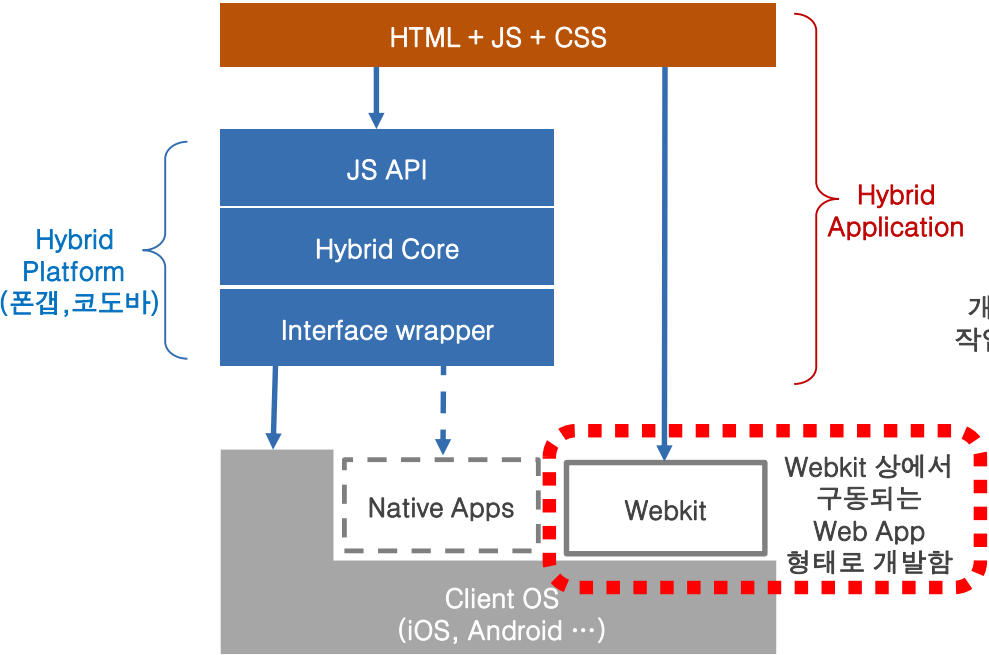 HTML + JS + CSS
JS API
Hybrid Core
Interface wrapper
Hybrid
Platform
(폰갭,코도바)
Hybrid
Application
개
Native Apps
Webkit
Webkit 상에서
구동되는
Web App
형태로 개발함
Client OS
(iOS, Android …)